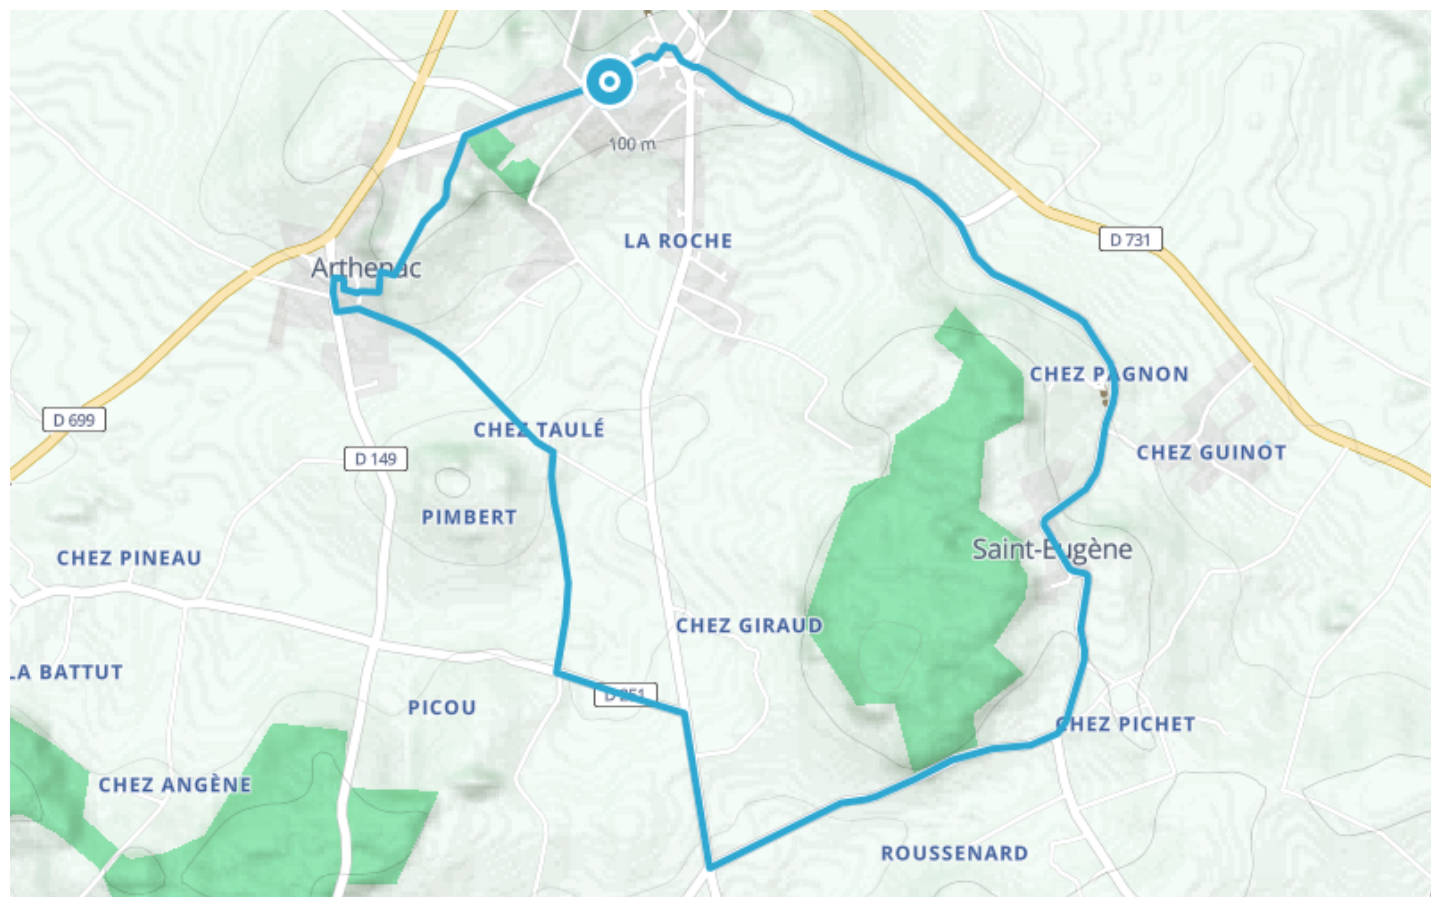 100 m
LA ROCHE
D 731
Arthenac
CHEZ PAGNON
D 699
CHEZ TAULÉ
CHEZ GUINOT
D 149
PIMBERT
Saint-Eugène
CHEZ PINEAU
CHEZ GIRAUD
LA BATTUT
D 251
PICOU
CHEZ PICHET
CHEZ ANGÈNE
ROUSSENARD